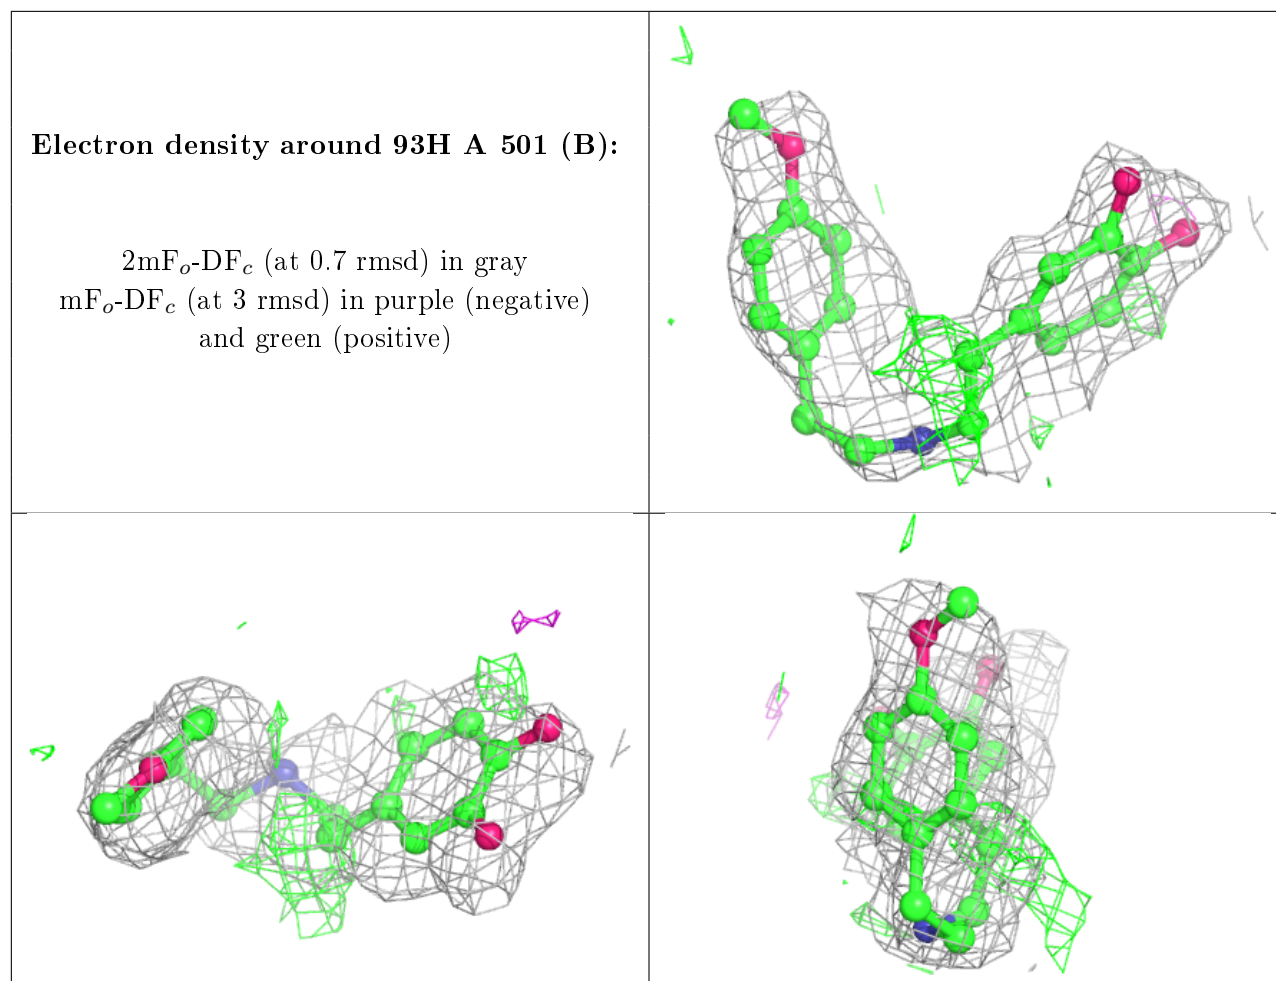 Electron density around 93H A 501 (B):
2mFo-DFc (at 0.7 rmsd) in gray
mFo-DFc (at 3 rmsd) in purple (negative)
and green (positive)